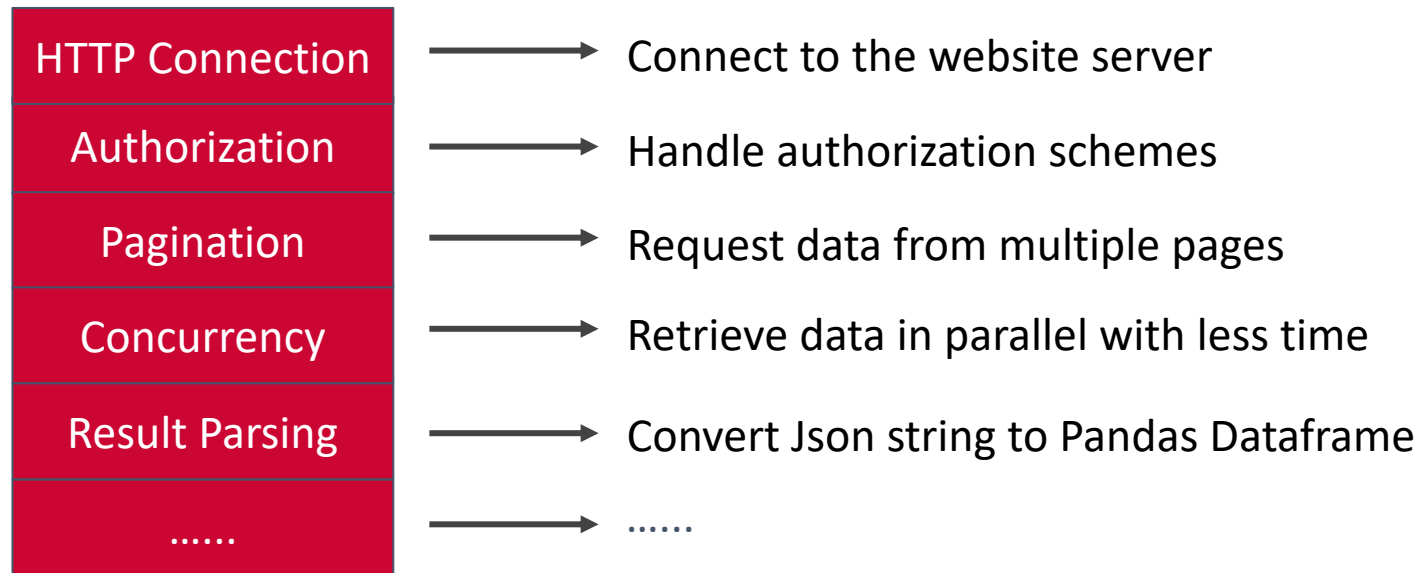 HTTP Connection
Connect to the website server
Authorization
Handle authorization schemes
Pagination
Request data from multiple pages
Concurrency
Retrieve data in parallel with less time
Result Parsing
Convert Json string to Pandas Dataframe
......
......